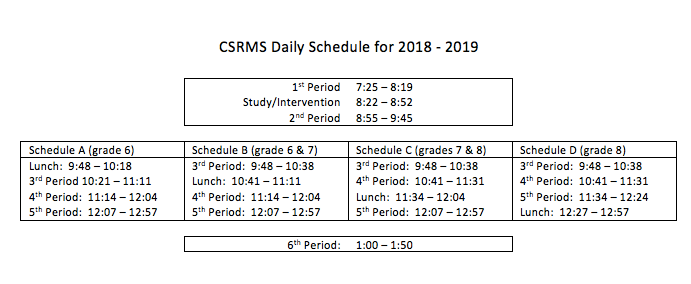 CSRMS Daily Schedule for 2018 - 2019
1st Period 7:25 – 8:19
Study/Intervention 8:22 – 8:52
2nd Period 8:55 – 9:45
Schedule A (grade 6) Schedule B (grade 6 & 7) Schedule C (grades 7 & 8) Schedule D (grade 8)
Lunch: 9:48 – 10:18 3rd Period: 9:48 – 10:38 3rd Period: 9:48 – 10:38 3rd Period: 9:48 – 10:38
3rd Period 10:21 – 11:11 Lunch: 10:41 – 11:11 4th Period: 10:41 – 11:31 4th Period: 10:41 – 11:31
4th Period: 11:14 – 12:04 4th Period: 11:14 – 12:04 Lunch: 11:34 – 12:04 5th Period: 11:34 – 12:24
5th Period: 12:07 – 12:57 5th Period: 12:07 – 12:57 5th Period: 12:07 – 12:57 Lunch: 12:27 – 12:57
6th Period: 1:00 – 1:50